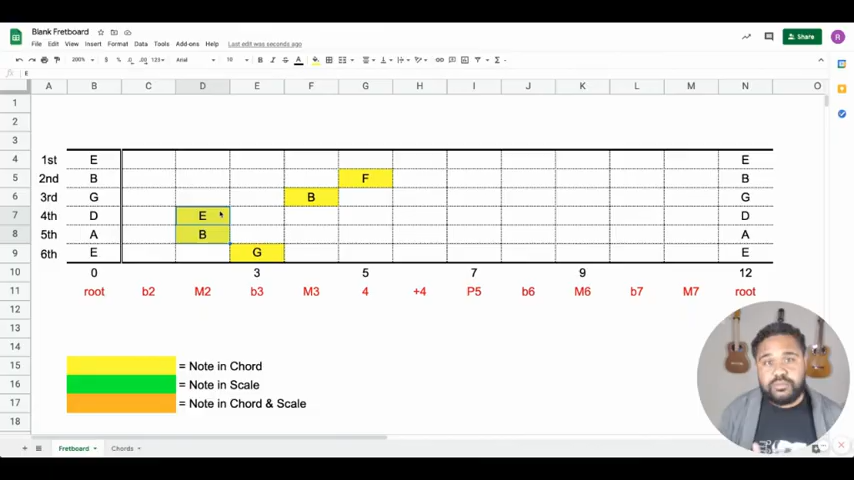 Blank Fretboard
File Edit View Insert Format Data Tools Add-ons Help Last edit was seconds ago
Share
R
200% $ % .0 .00 123 Arial 10 B I S A
fx E
A B C D E F G H I J K L M N O
1
2
3
4 1st E E
5 2nd B F B
6 3rd G B G
7 4th D E D
8 5th A B A
9 6th E G E
10 0 3 5 7 9 12
11 root b2 M2 b3 M3 4 +4 P5 b6 M6 b7 M7 root
12
13
14
15 = Note in Chord
16 = Note in Scale
17 = Note in Chord & Scale
18
Fretboard Chords